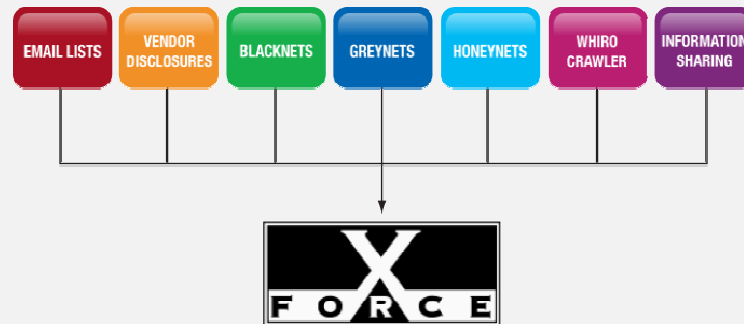 EMAIL LISTS
VENDOR
DISCLOSURES
BLACKNETS
GREYNETS
HONEYNETS
WHIRO
CRAWLER
INFORMATION
SHARING
X
FORCE